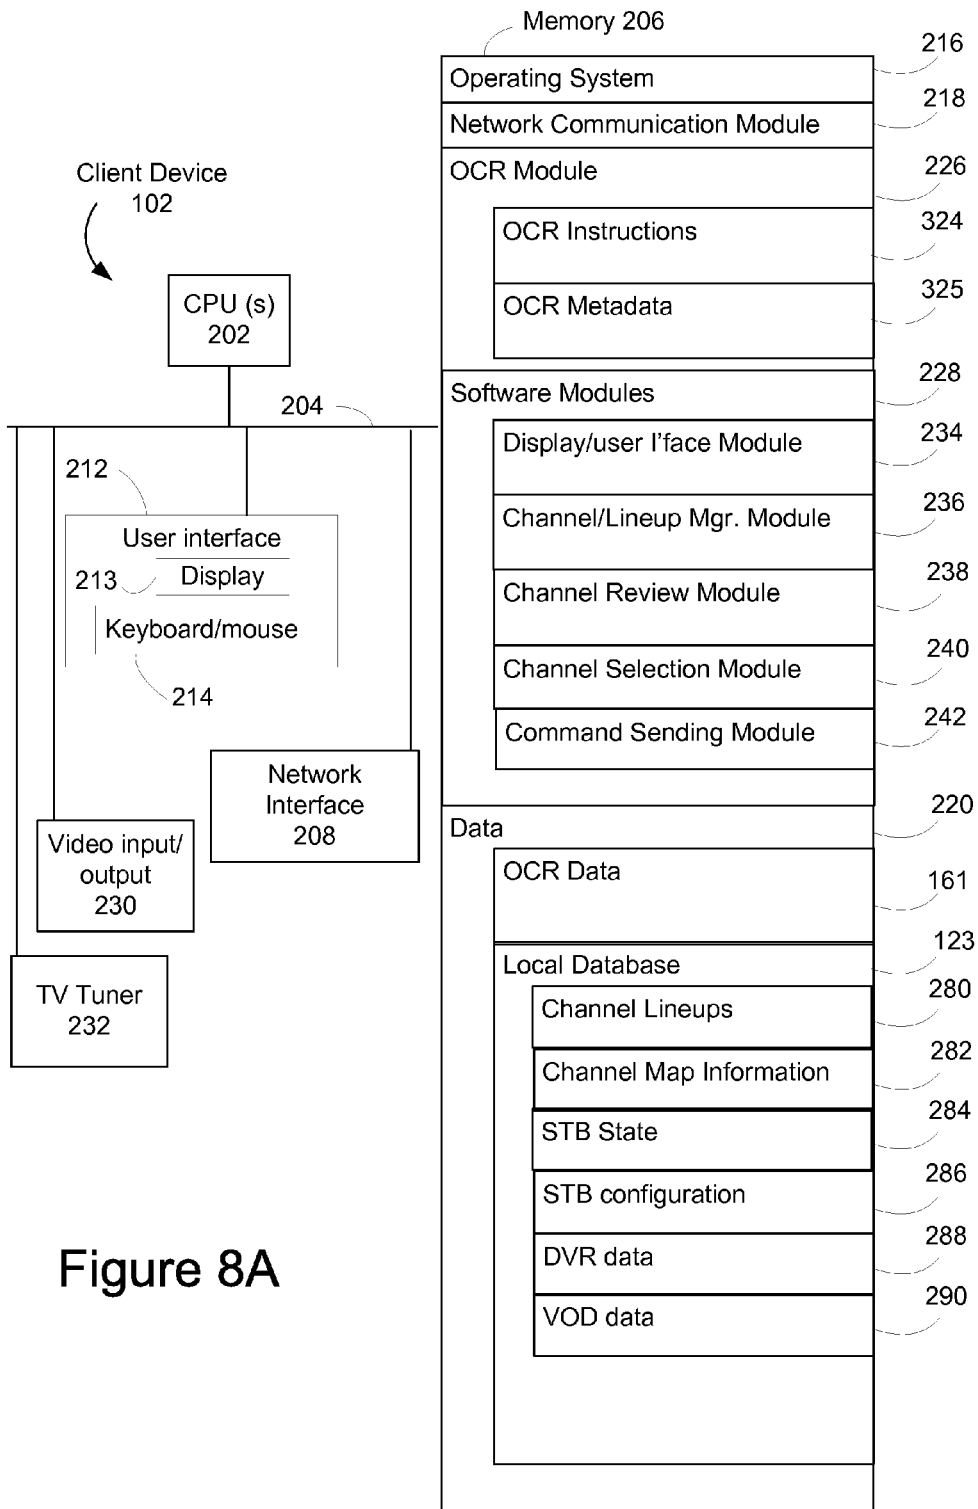 Memory 206
Operating System
216
Network Communication Module
218
OCR Module
226
OCR Instructions
324
OCR Metadata
325
Software Modules
228
Display/user I'face Module
234
Channel/Lineup Mgr. Module
236
Channel Review Module
238
Channel Selection Module
240
Command Sending Module
242
Data
220
OCR Data
161
Local Database
123
Channel Lineups
280
Channel Map Information
282
STB State
284
STB configuration
286
DVR data
288
VOD data
290
Client Device
102
CPU (s)
202
204
212
User interface
213
Display
Keyboard/mouse
214
Network
Interface
208
Video input/
output
230
TV Tuner
232
Figure 8A